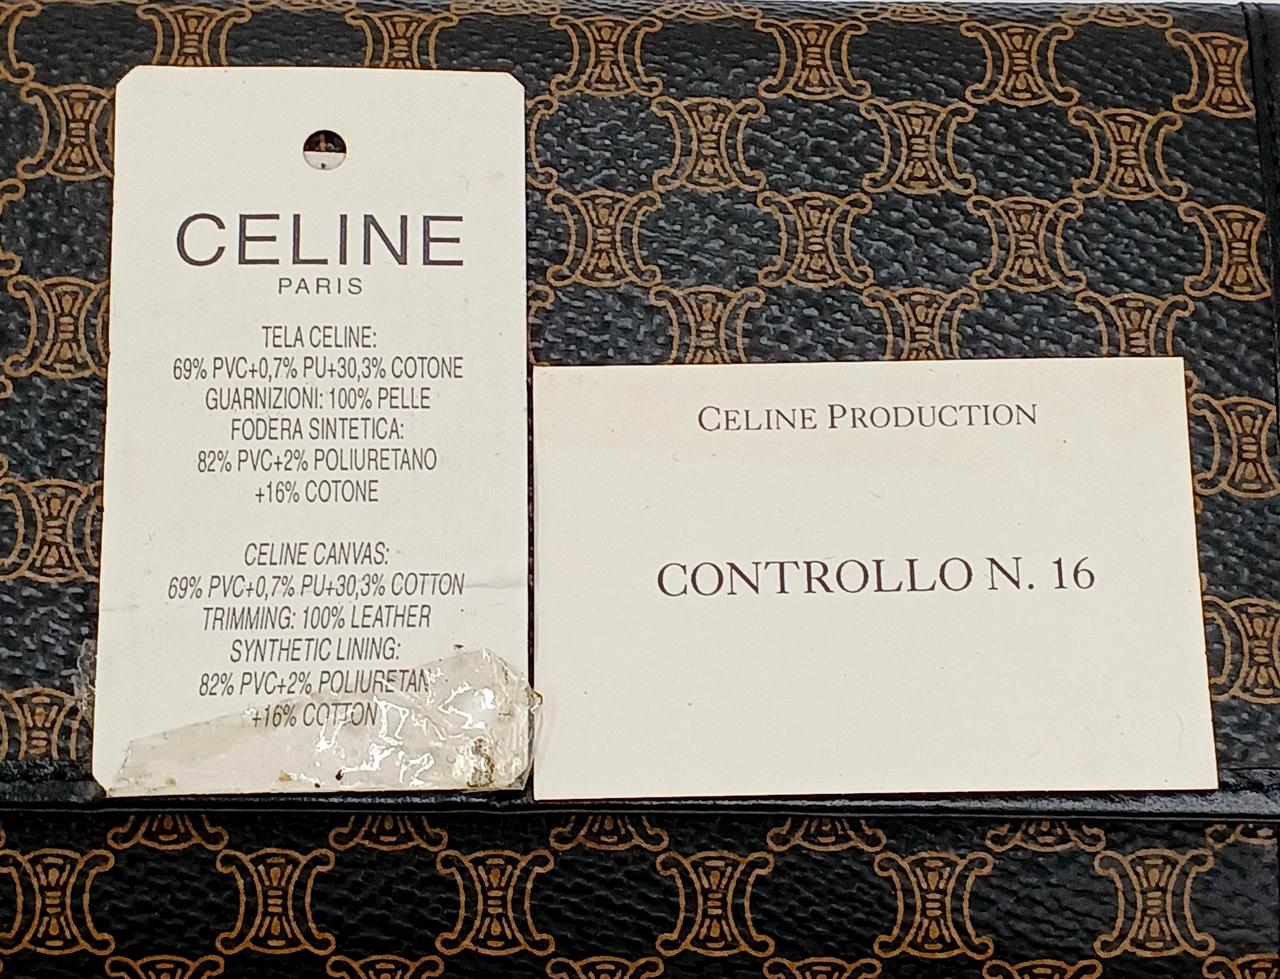 CELINE
PARIS
TELA CELINE:
69% PVC+0,7% PU+30,3% COTONE
GUARNIZIONI: 100% PELLE
FODERA SINTETICA:
82% PVC+2% POLIURETANO
+16% COTONE
CELINE CANVAS:
69% PVC+0,7% PU+30,3% COTTON
TRIMMING: 100% LEATHER
SYNTHETIC LINING:
82% PVC+2% POLIURETAN
+16% COTTON
CELINE PRODUCTION
CONTROLLO N. 16